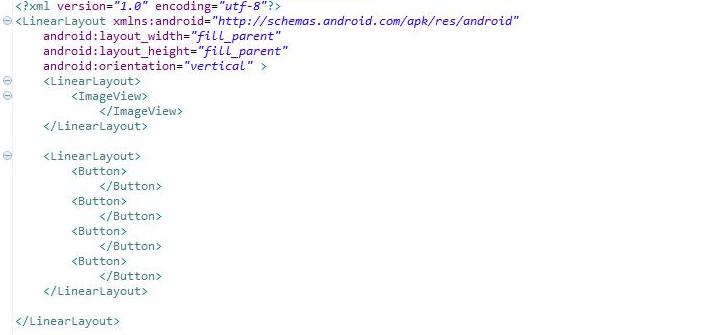 <?xml version="1.0" encoding="utf-8"?>
<LinearLayout xmlns:android="http://schemas.android.com/apk/res/android"
    android:layout_width="fill_parent"
    android:layout_height="fill_parent"
    android:orientation="vertical" >
    <LinearLayout>
        <ImageView>
            </ImageView>
    </LinearLayout>

    <LinearLayout>
        <Button>
            </Button>
        <Button>
            </Button>
        <Button>
            </Button>
        <Button>
            </Button>
    </LinearLayout>

</LinearLayout>